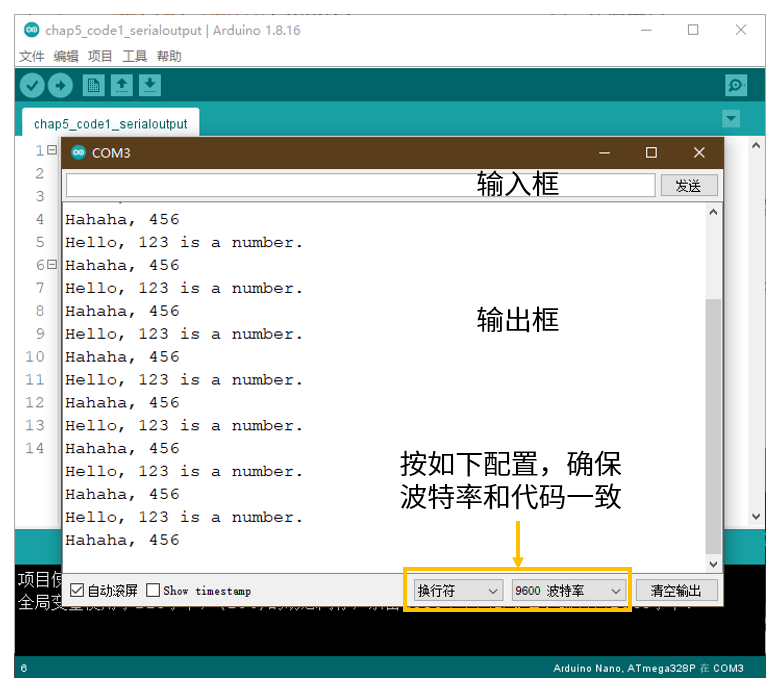 chap5_code1_serialoutput | Arduino 1.8.16
文件 编辑 项目 工具 帮助
chap5_code1_serialoutput
1
2
3
4
5
6
7
8
9
10
11
12
13
14
COM3
输入框
发送
Hahaha, 456
Hello, 123 is a number.
Hahaha, 456
Hello, 123 is a number.
Hahaha, 456
Hello, 123 is a number.
Hahaha, 456
Hello, 123 is a number.
Hahaha, 456
Hello, 123 is a number.
Hahaha, 456
Hello, 123 is a number.
Hahaha, 456
Hello, 123 is a number.
Hahaha, 456
输出框
按如下配置，确保
波特率和代码一致
自动滚屏 Show timestamp 换行符 9600 波特率 清空输出
项目使
全局变量使用
6 Arduino Nano, ATmega328P 在 COM3